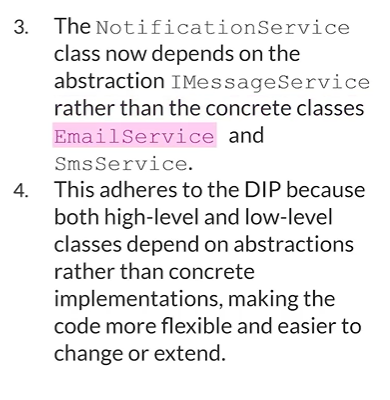 3. The NotificationService
class now depends on the
abstraction IMessageService
rather than the concrete classes
EmailService and
SmsService.
4. This adheres to the DIP because
both high-level and low-level
classes depend on abstractions
rather than concrete
implementations, making the
code more flexible and easier to
change or extend.